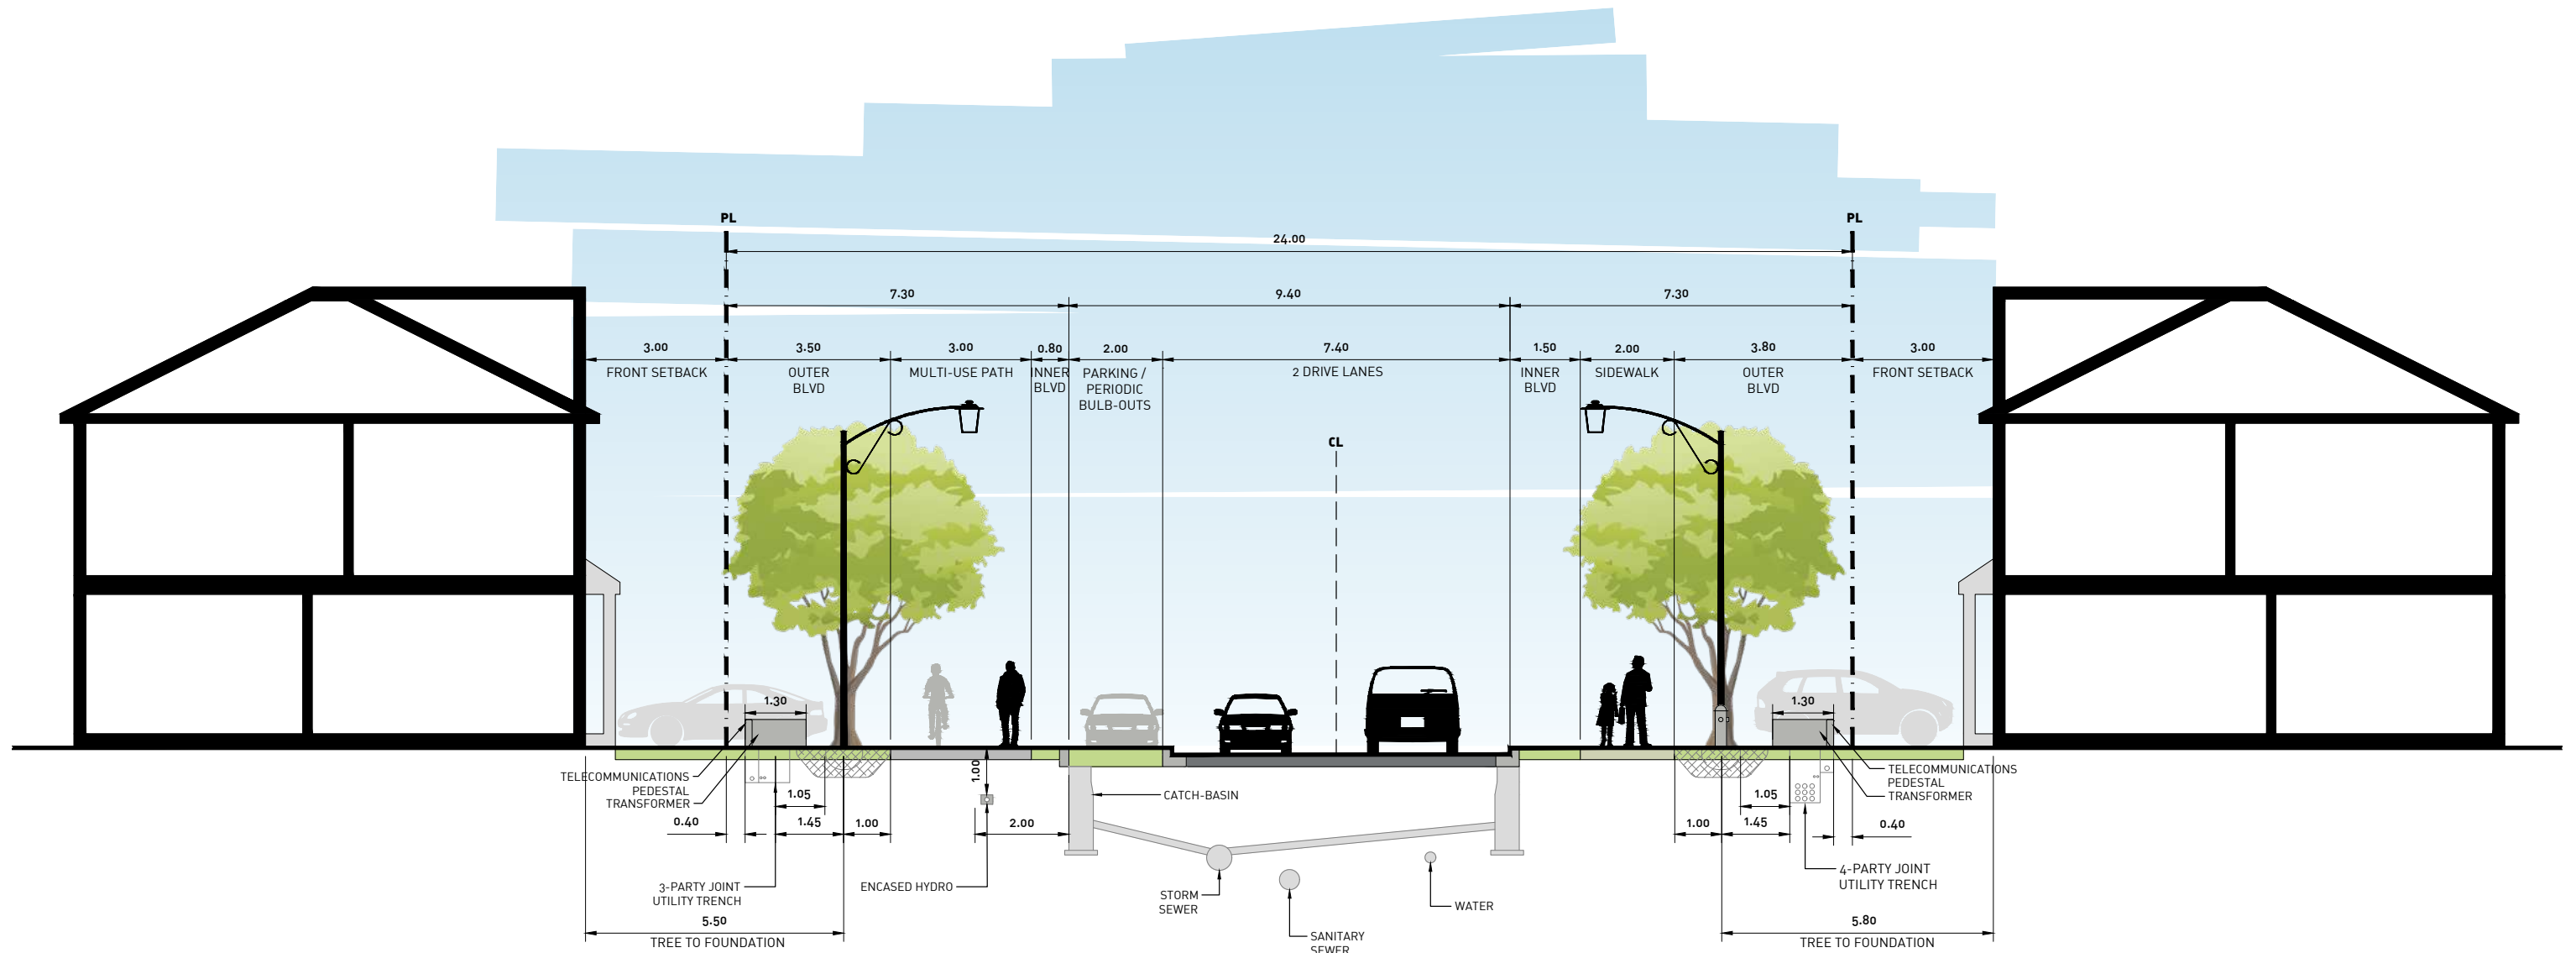 PL
PL
24.00
7.30
9.40
7.30
3.00
3.50
3.00
0.80
2.00
7.40
1.50
2.00
3.80
3.00
FRONT SETBACK
OUTER
BLVD
MULTI-USE PATH
INNER
BLVD
PARKING /
PERIODIC
BULB-OUTS
2 DRIVE LANES
INNER
BLVD
SIDEWALK
OUTER
BLVD
FRONT SETBACK
CL
1.30
1.30
TELECOMMUNICATIONS
PEDESTAL
TRANSFORMER
1.00
CATCH-BASIN
TELECOMMUNICATIONS
PEDESTAL
TRANSFORMER
1.05
1.05
0.40
1.45
1.00
2.00
1.00
1.45
0.40
3-PARTY JOINT
UTILITY TRENCH
ENCASED HYDRO
STORM
SEWER
WATER
4-PARTY JOINT
UTILITY TRENCH
5.50
TREE TO FOUNDATION
SANITARY
SEWER
5.80
TREE TO FOUNDATION